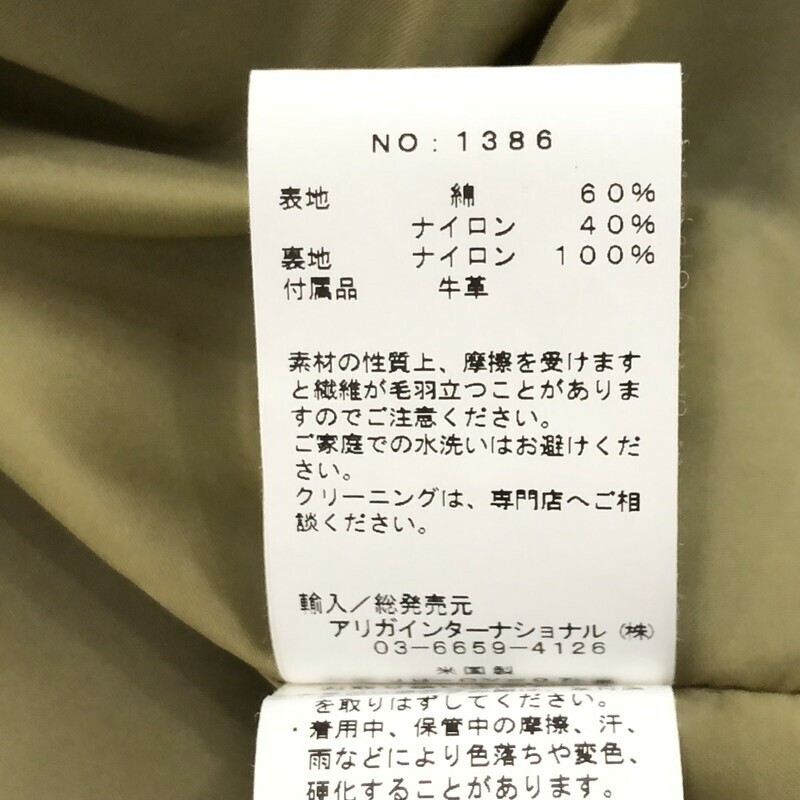 NO:1386
表地 綿 60%
ナイロン 40%
裏地 ナイロン 100%
付属品 牛革
素材の性質上、摩擦を受けます
と繊維が毛羽立つことがありま
すのでご注意ください。
ご家庭での水洗いはお避けくだ
さい。
クリーニングは、専門店へご相
談ください。
輸入/総発売元
アリガインターナショナル(株)
03-6659-4126
米国製
を取りはずしてください。
・着用中、保管中の摩擦、汗、
雨などにより色落ちや変色、
硬化することがあります。